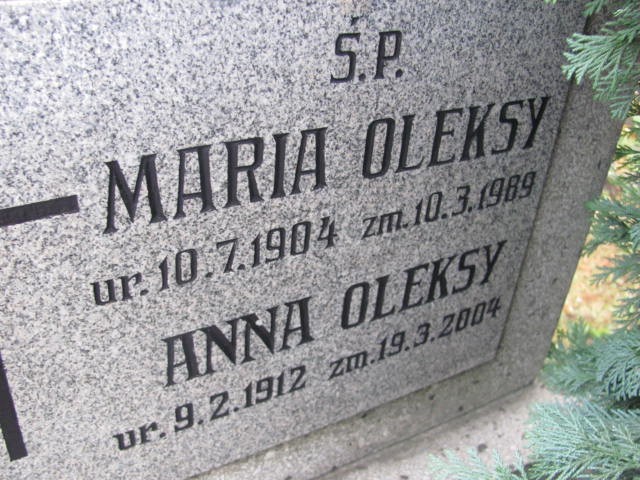 Ś.P.
MARIA OLEKSY
ur. 10.7.1904 zm. 10.3.1989
ANNA OLEKSY
ur. 9.2.1912 zm. 19.3.2004